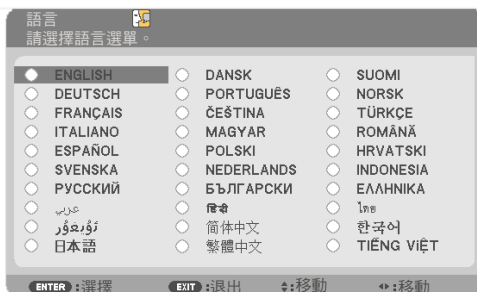 語言
請選擇語言選單。
ENGLISH DANSK SUOMI
DEUTSCH PORTUGUÊS NORSK
FRANÇAIS ČEŠTINA TÜRKÇE
ITALIANO MAGYAR ROMÂNĂ
ESPAÑOL POLSKI HRVATSKI
SVENSKA NEDERLANDS INDONESIA
РУССКИЙ БЪЛГАРСКИ ΕΛΛΗΝΙΚΑ
عربي हिंदी ไทย
ئۇيغۇر 简体中文 한국어
日本語 繁體中文 TIẾNG VIỆT
ENTER :選擇 EXIT :退出 :移動 :移動